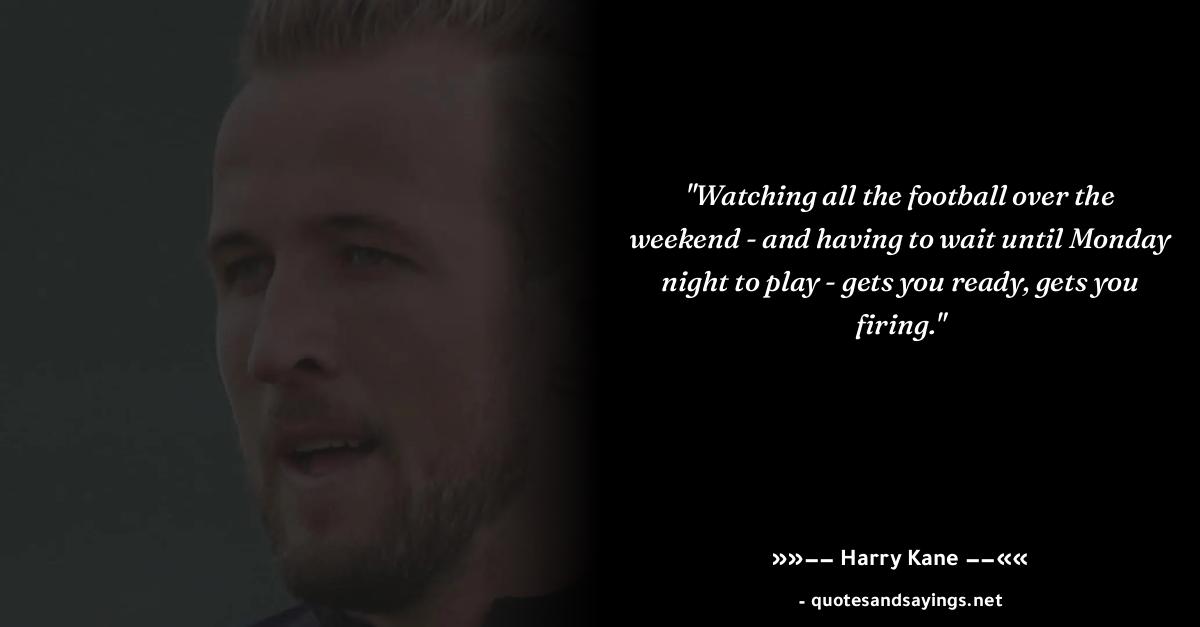 "Watching all the football over the
weekend - and having to wait until Monday
night to play - gets you ready, gets you
firing."
»»−− Harry Kane −−««
- quotesandsayings.net